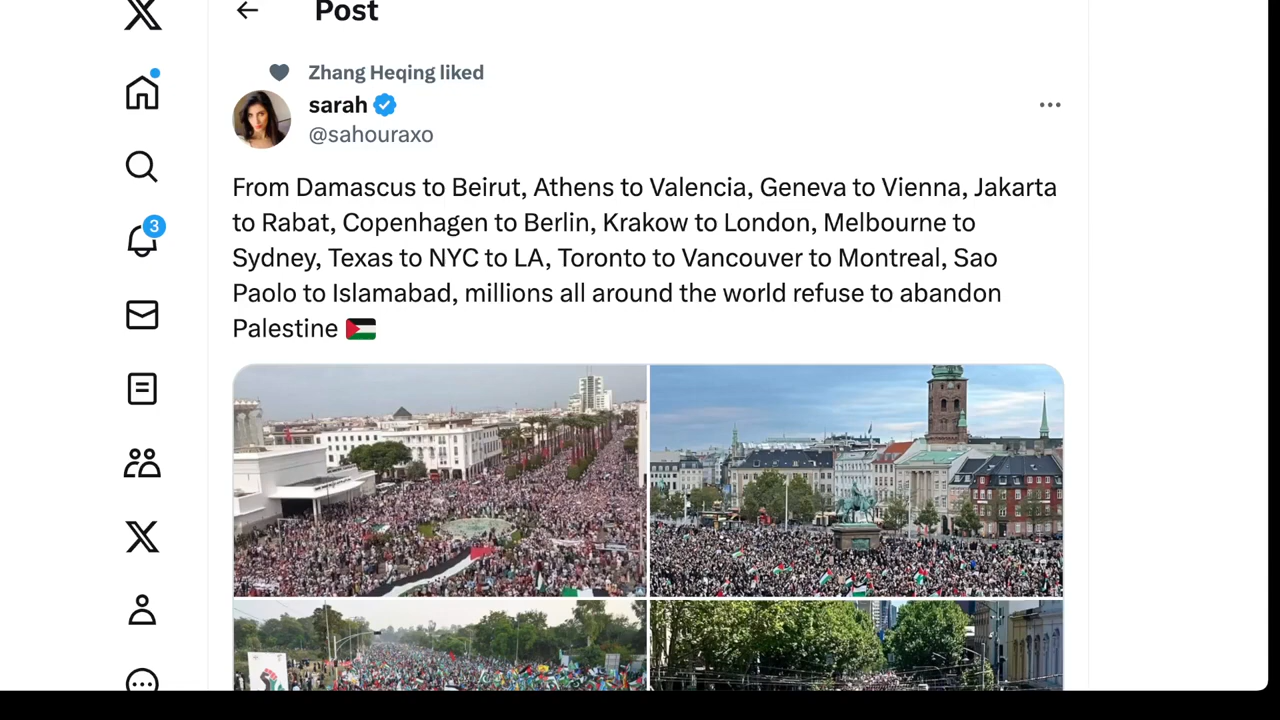 Post
Zhang Heqing liked
sarah
@sahouraxo
From Damascus to Beirut, Athens to Valencia, Geneva to Vienna, Jakarta
to Rabat, Copenhagen to Berlin, Krakow to London, Melbourne to
Sydney, Texas to NYC to LA, Toronto to Vancouver to Montreal, Sao
Paolo to Islamabad, millions all around the world refuse to abandon
Palestine 🇵🇸
3